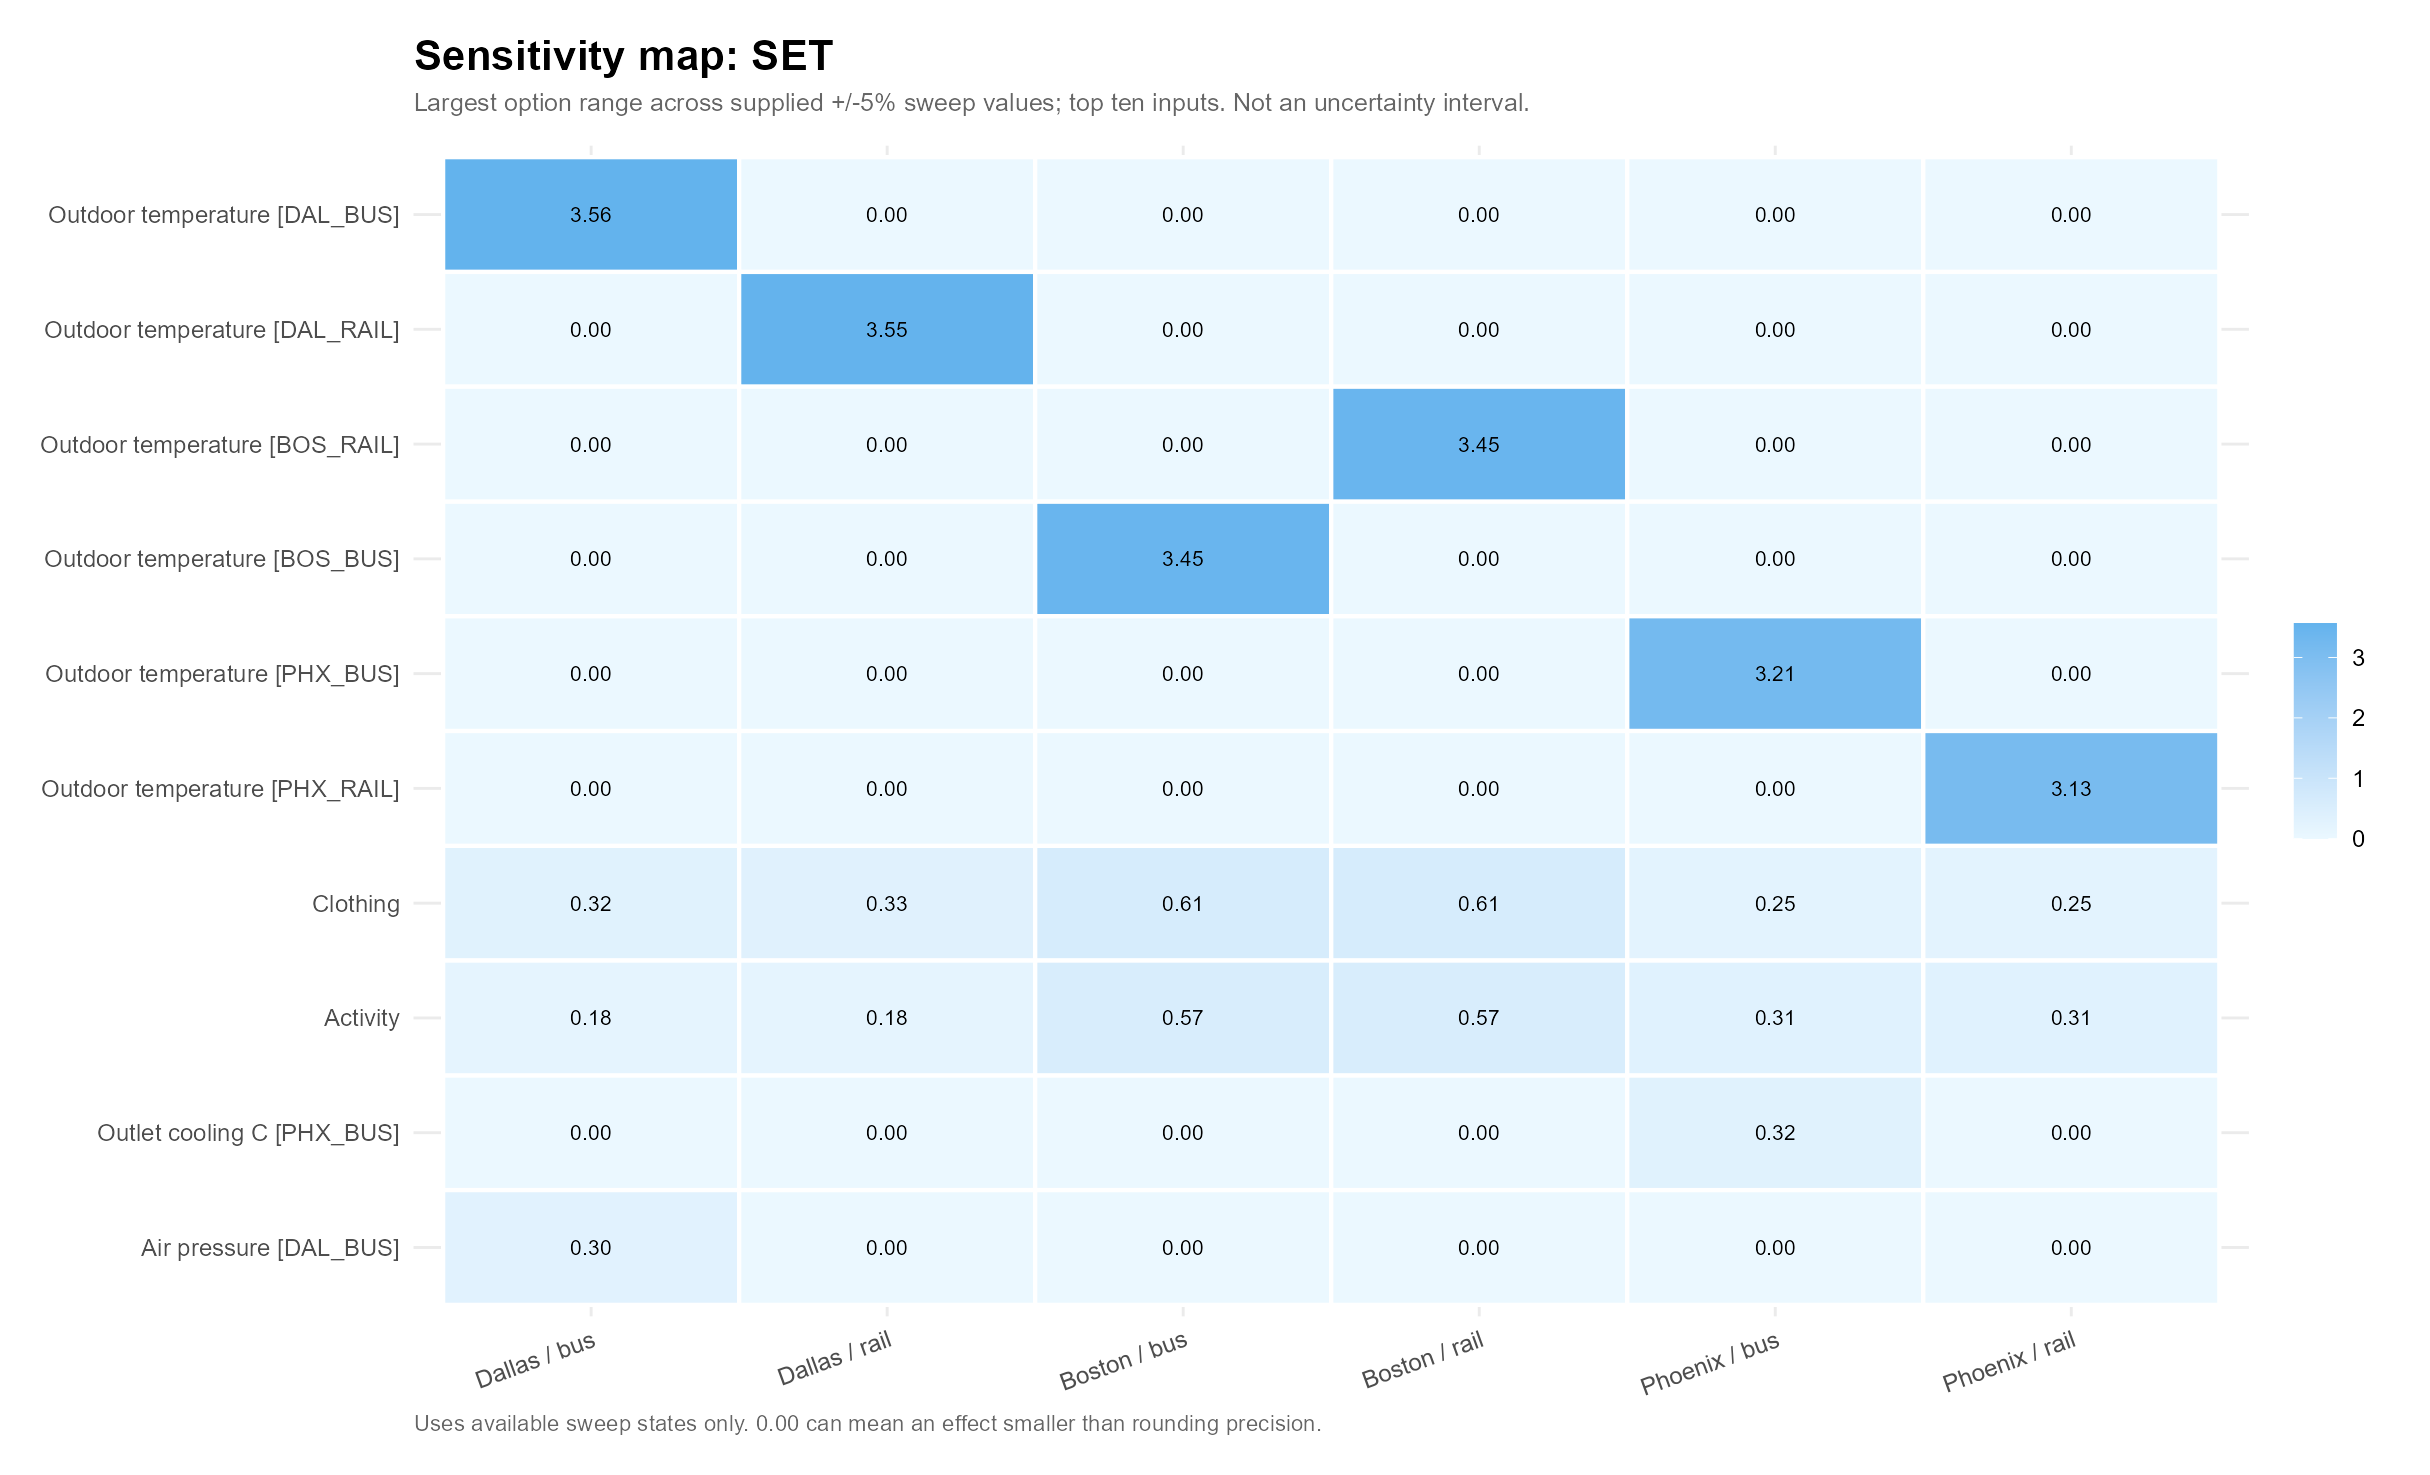 Sensitivity map: SET
Largest option range across supplied +/-5% sweep values; top ten inputs. Not an uncertainty interval.
Outdoor temperature [DAL_BUS] 3.56 0.00 0.00 0.00 0.00 0.00
Outdoor temperature [DAL_RAIL] 0.00 3.55 0.00 0.00 0.00 0.00
Outdoor temperature [BOS_RAIL] 0.00 0.00 0.00 3.45 0.00 0.00
Outdoor temperature [BOS_BUS] 0.00 0.00 3.45 0.00 0.00 0.00
Outdoor temperature [PHX_BUS] 0.00 0.00 0.00 0.00 3.21 0.00
Outdoor temperature [PHX_RAIL] 0.00 0.00 0.00 0.00 0.00 3.13
Clothing 0.32 0.33 0.61 0.61 0.25 0.25
Activity 0.18 0.18 0.57 0.57 0.31 0.31
Outlet cooling C [PHX_BUS] 0.00 0.00 0.00 0.00 0.32 0.00
Air pressure [DAL_BUS] 0.30 0.00 0.00 0.00 0.00 0.00
Dallas / bus Dallas / rail Boston / bus Boston / rail Phoenix / bus Phoenix / rail
3
2
1
0
Uses available sweep states only. 0.00 can mean an effect smaller than rounding precision.